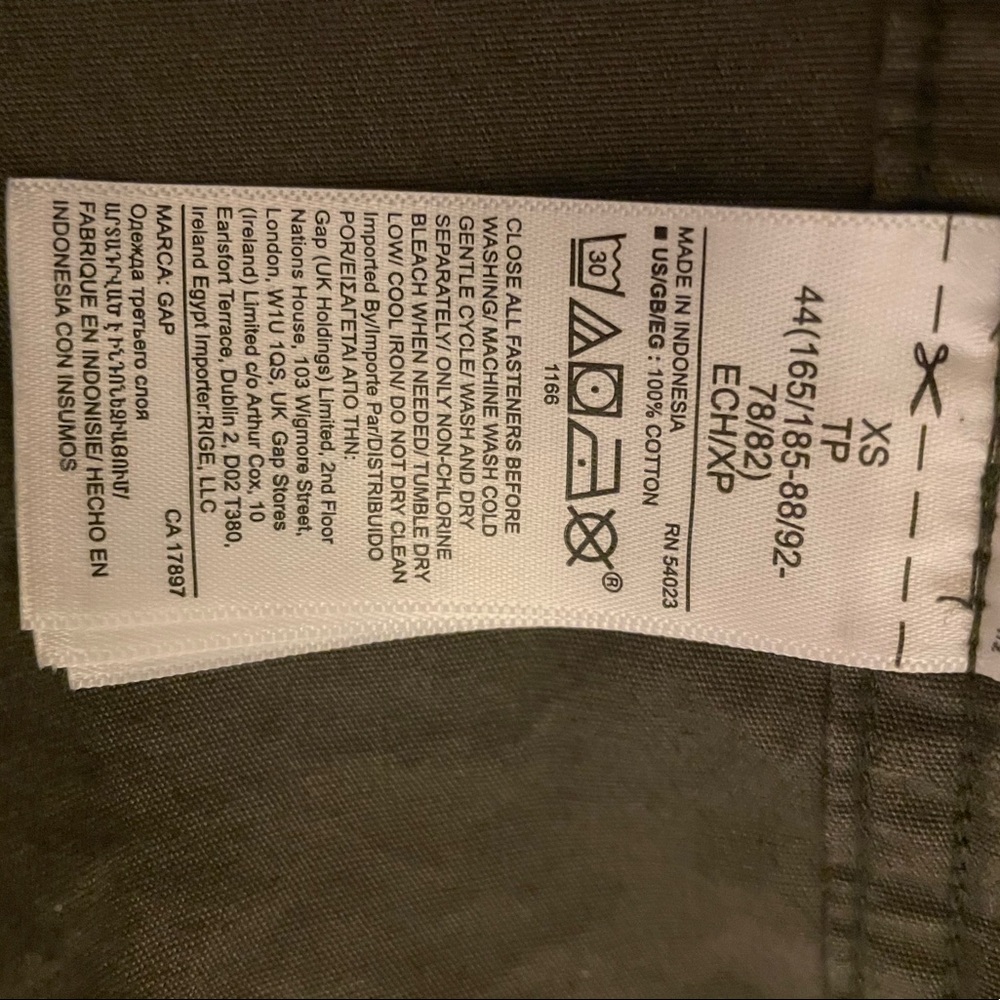 XS
TP
44(165/185-88/92-
78/82)
ECH/XP
RN 54023
MADE IN INDONESIA
■ US/GB/EG : 100% COTTON
30
®
1166
CLOSE ALL FASTENERS BEFORE
WASHING/ MACHINE WASH COLD
GENTLE CYCLE/ WASH AND DRY
SEPARATELY/ ONLY NON-CHLORINE
BLEACH WHEN NEEDED/ TUMBLE DRY
LOW/ COOL IRON/ DO NOT DRY CLEAN
Imported By/Importe Par/DISTRIBUIDO
POR/ΕΙΣΑΓΕΤΑΙ ΑΠΟ ΤΗΝ:
Gap (UK Holdings) Limited, 2nd Floor
Nations House, 103 Wigmore Street,
London, W1U 1QS, UK Gap Stores
(Ireland) Limited c/o Arthur Cox, 10
Earlsfort Terrace, Dublin 2, D02 T380,
Ireland Egypt Importer:RIGE, LLC
CA 17897
MARCA: GAP
Одежда третьего слоя
ԱՐՏԱԴՐՎԱԾ Է ԻՆԴՈՆԵԶԻԱՅՈՒՄ/
FABRIQUE EN INDONISIE/ HECHO EN
INDONESIA CON INSUMOS